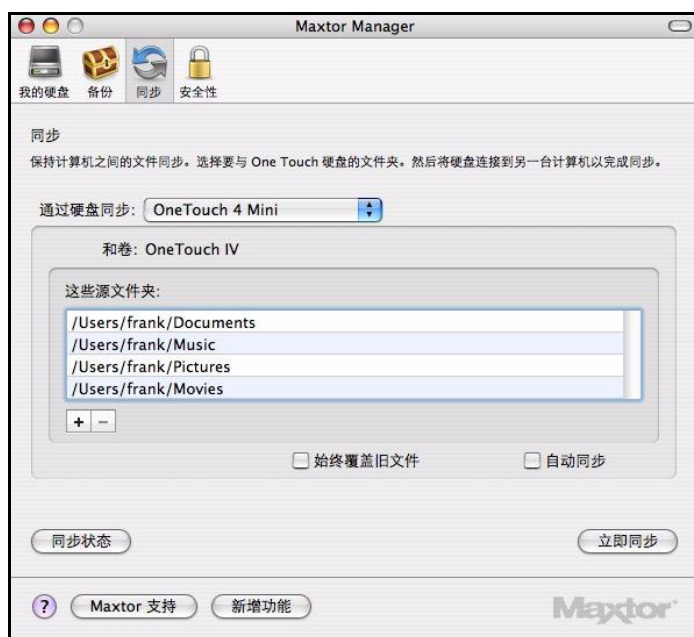 Maxtor Manager
我的硬盘 备份 同步 安全性
同步
保持计算机之间的文件同步。选择要与 One Touch 硬盘的文件夹。然后将硬盘连接到另一台计算机以完成同步。
通过硬盘同步: OneTouch 4 Mini
和卷: OneTouch IV
这些源文件夹:
/Users/frank/Documents
/Users/frank/Music
/Users/frank/Pictures
/Users/frank/Movies
+ −
始终覆盖旧文件 自动同步
同步状态 立即同步
? Maxtor 支持 新增功能 Maxtor